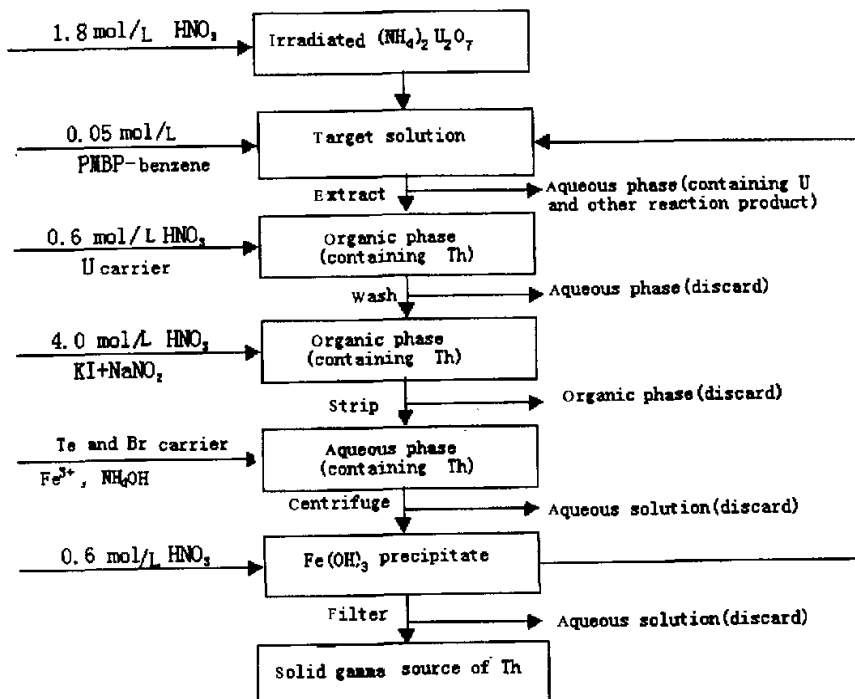 1.8 mol/L HNO₃
Irradiated (NH₄)₂ U₂O₇
0.05 mol/L
PMBP-benzene
Target solution
Extract
Aqueous phase(containing U
and other reaction product)
0.6 mol/L HNO₃
U carrier
Organic phase
(containing Th)
Wash
Aqueous phase(discard)
4.0 mol/L HNO₃
KI+NaNO₂
Organic phase
(containing Th)
Strip
Organic phase(discard)
Te and Br carrier
Fe³⁺, NH₄OH
Aqueous phase
(containing Th)
Centrifuge
Aqueous solution(discard)
0.6 mol/L HNO₃
Fe(OH)₃ precipitate
Filter
Aqueous solution(discard)
Solid gamma source of Th